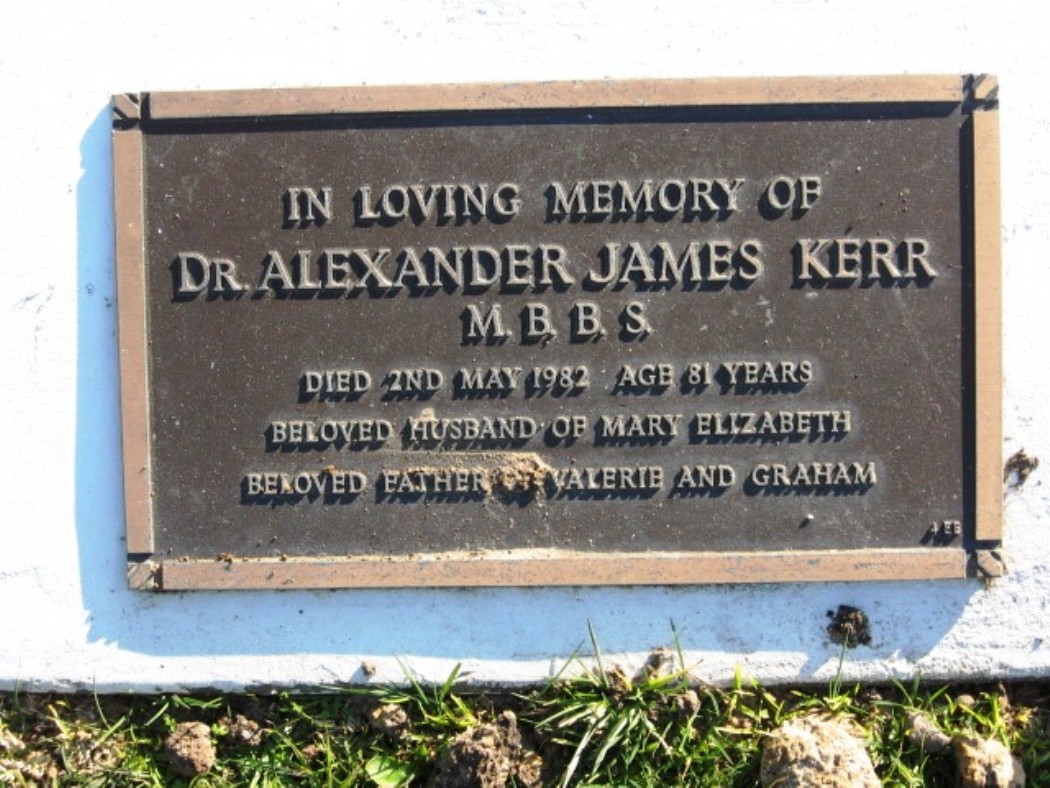 IN LOVING MEMORY OF
DR. ALEXANDER JAMES KERR
M. B. B. S.
DIED 2ND MAY 1982 AGE 81 YEARS
BELOVED HUSBAND OF MARY ELIZABETH
BELOVED FATHER VALERIE AND GRAHAM